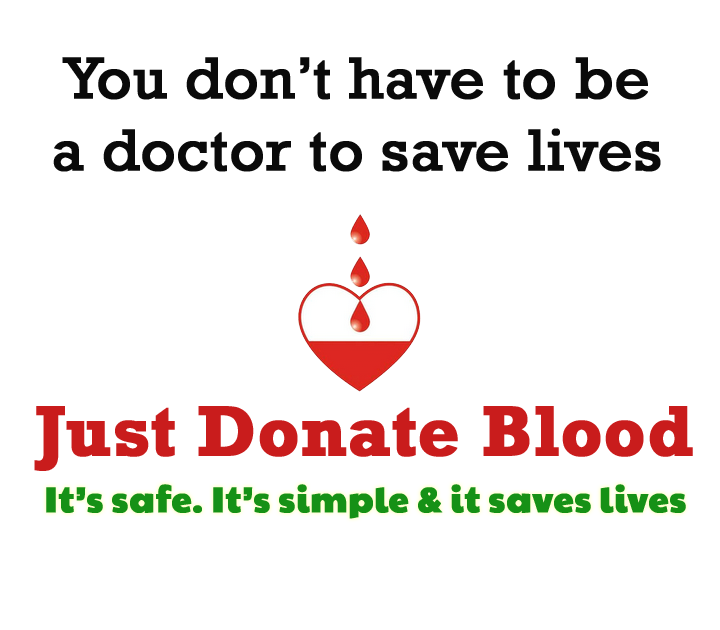 You don’t have to be
a doctor to save lives
Just Donate Blood
It’s safe. It’s simple & it saves lives